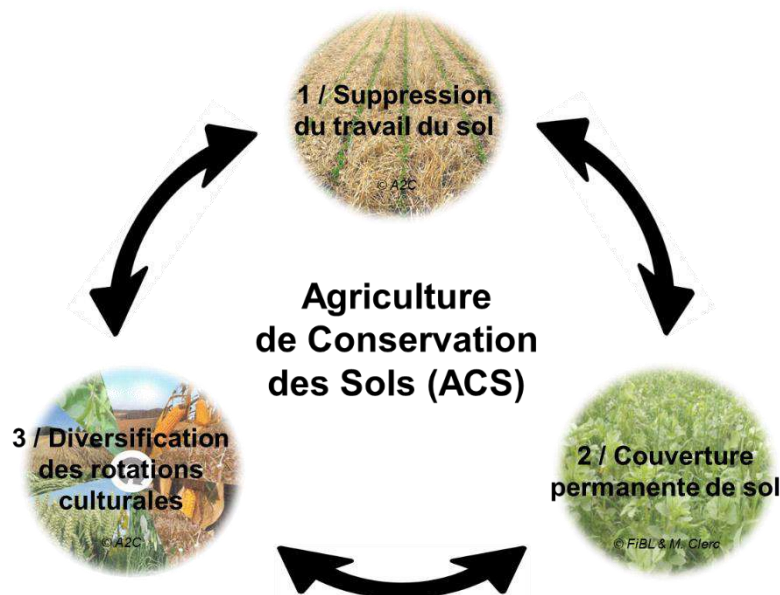 1 / Suppression
du travail du sol
© A2C
Agriculture
de Conservation
des Sols (ACS)
3 / Diversification
des rotations
culturales
© A2C
2 / Couverture
permanente de sol
© FiBL & M. Clerc